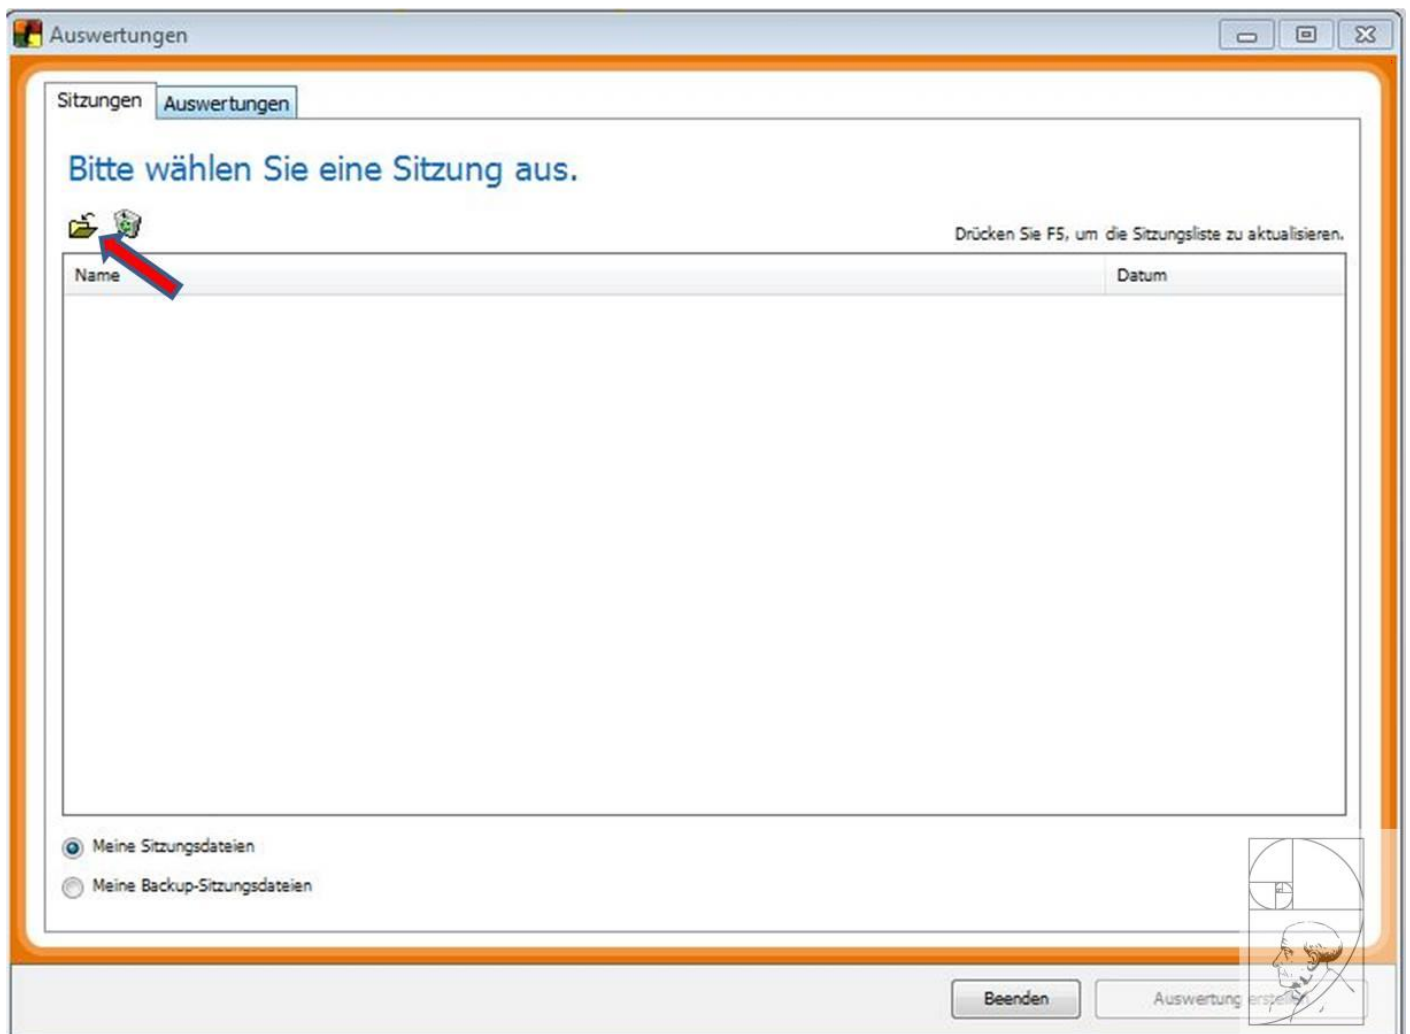 Auswertungen
Sitzungen Auswertungen
Bitte wählen Sie eine Sitzung aus.
Drücken Sie F5, um die Sitzungsliste zu aktualisieren.
Name Datum
Meine Sitzungsdateien
Meine Backup-Sitzungsdateien
Beenden Auswertung erstellen